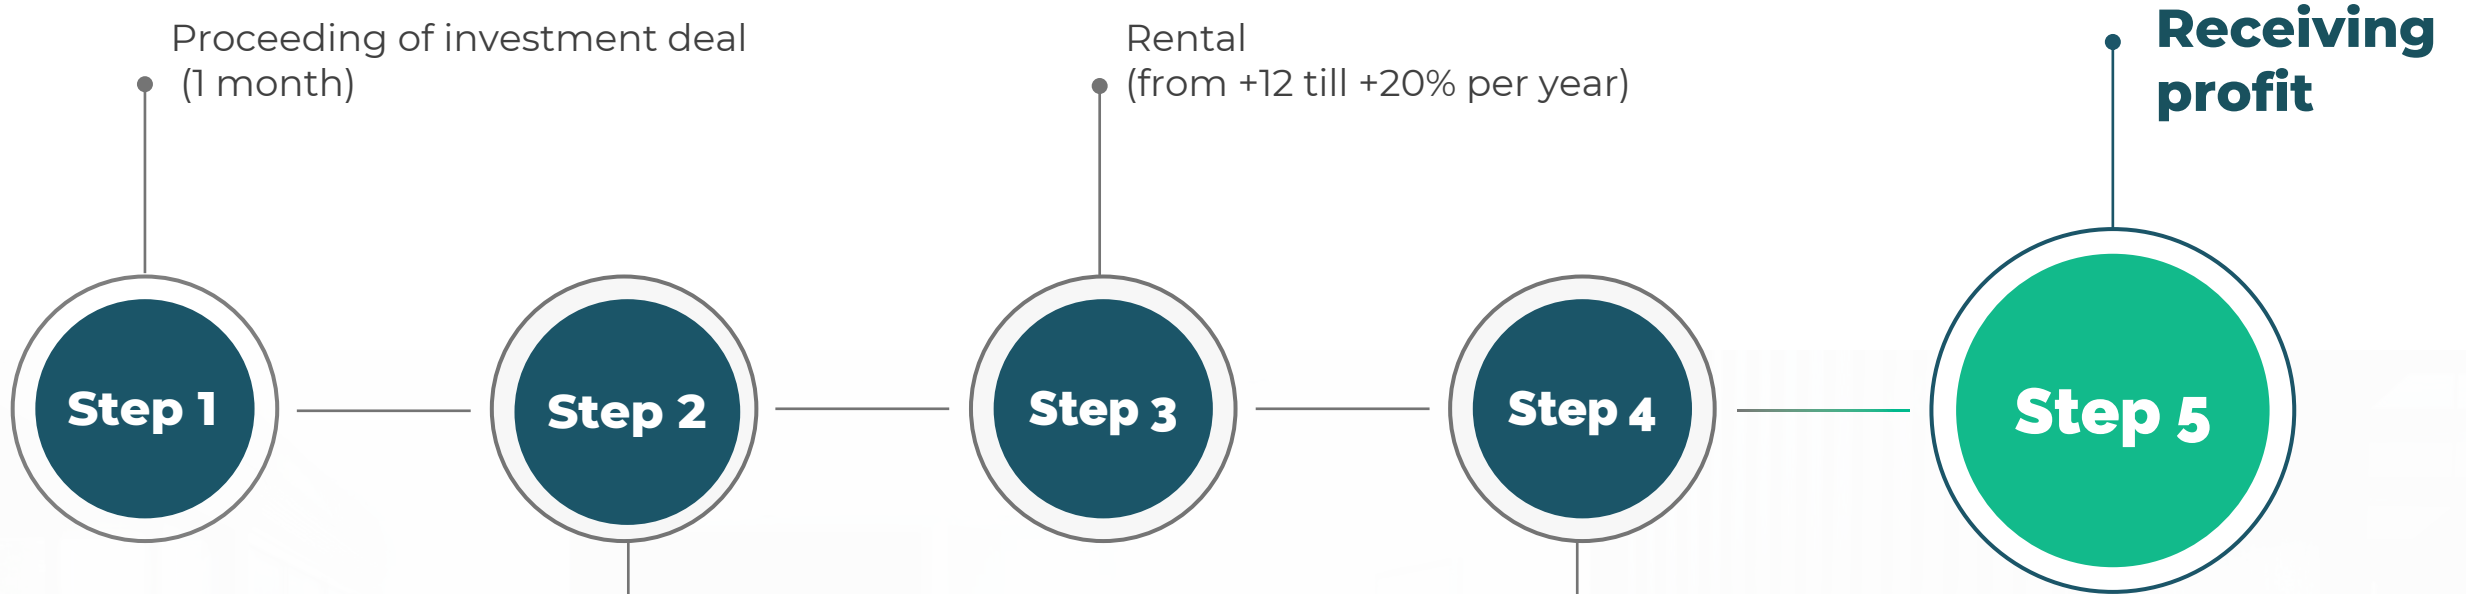 Proceeding of investment deal
(1 month)
Rental
(from +12 till +20% per year)
Receiving
profit
Step 1
Step 2
Step 3
Step 4
Step 5